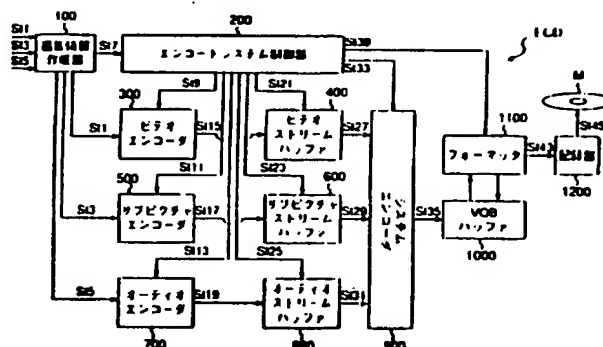 100
200
St1
St3
St5
編集情報
作成部
St7
エンコードシステム制御部
St39
St33
ECD
St9
St21
300
400
St1
ビデオ
エンコーダ
St15
ビデオ
ストリーム
バッファ
St27
M
St45
1100
フォーマッタ
St43
記録部
1200
St11
St23
500
600
St3
サブピクチャ
エンコーダ
St17
サブピクチャ
ストリーム
バッファ
St29
システム
エンコーダ
St35
VOB
バッファ
1000
St13
St25
St5
オーディオ
エンコーダ
St19
オーディオ
ストリーム
バッファ
St31
700
800
900